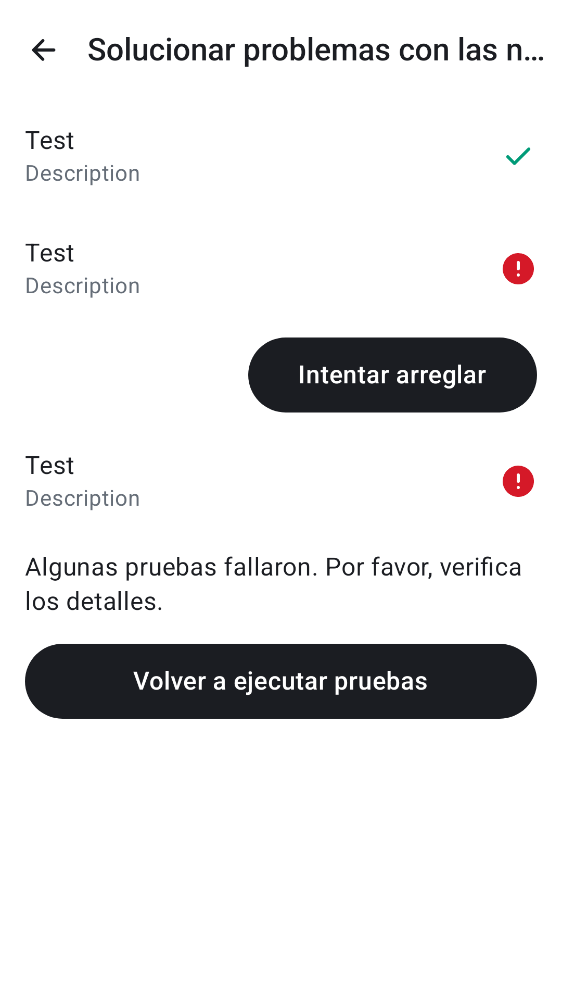 Solucionar problemas con las n...
Test
Description
Test
Description
Intentar arreglar
Test
Description
Algunas pruebas fallaron. Por favor, verifica
los detalles.
Volver a ejecutar pruebas